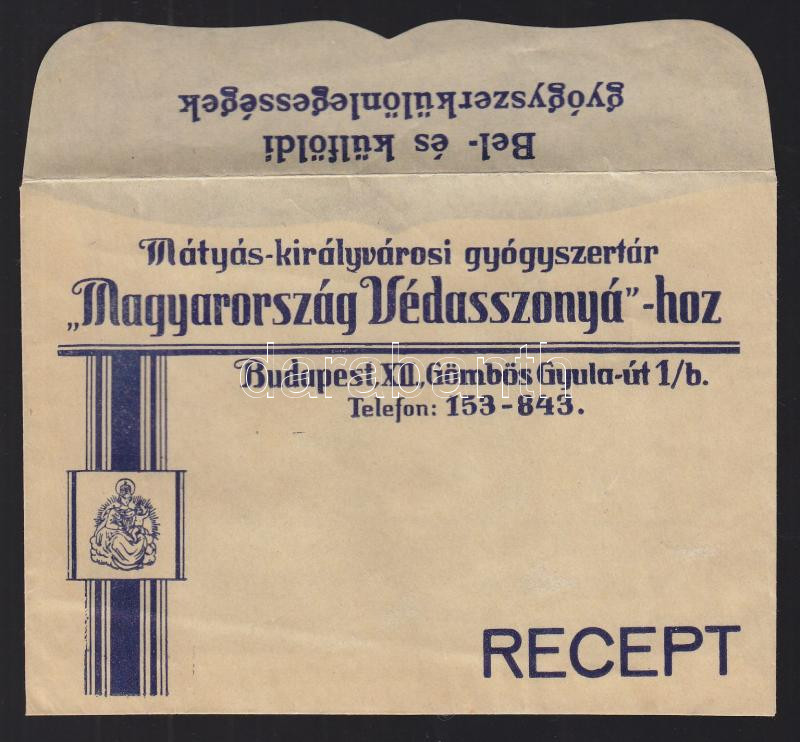 Bel- és külföldi
gyógyszerkülönlegességek
Mátyás-királyvárosi gyógyszertár
„Magyarország Védasszonyá”-hoz
Budapest, XII., Gömbös Gyula-út 1/b.
Telefon: 153-843.
darabanth
RECEPT